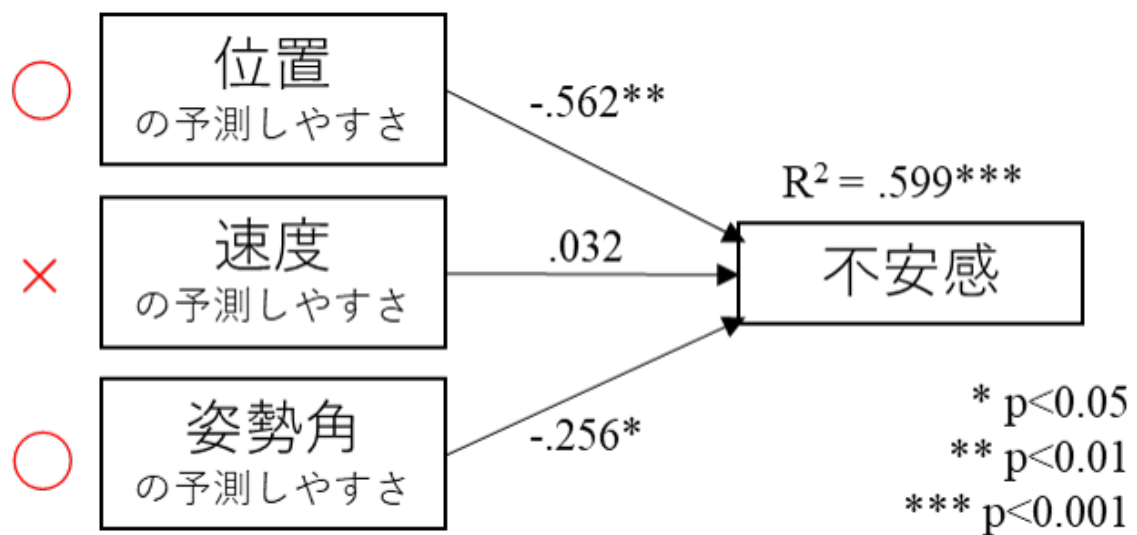 位置
の予測しやすさ
-.562**
R² = .599***
速度
の予測しやすさ
.032
不安感
姿勢角
の予測しやすさ
-.256*
* p<0.05
** p<0.01
*** p<0.001